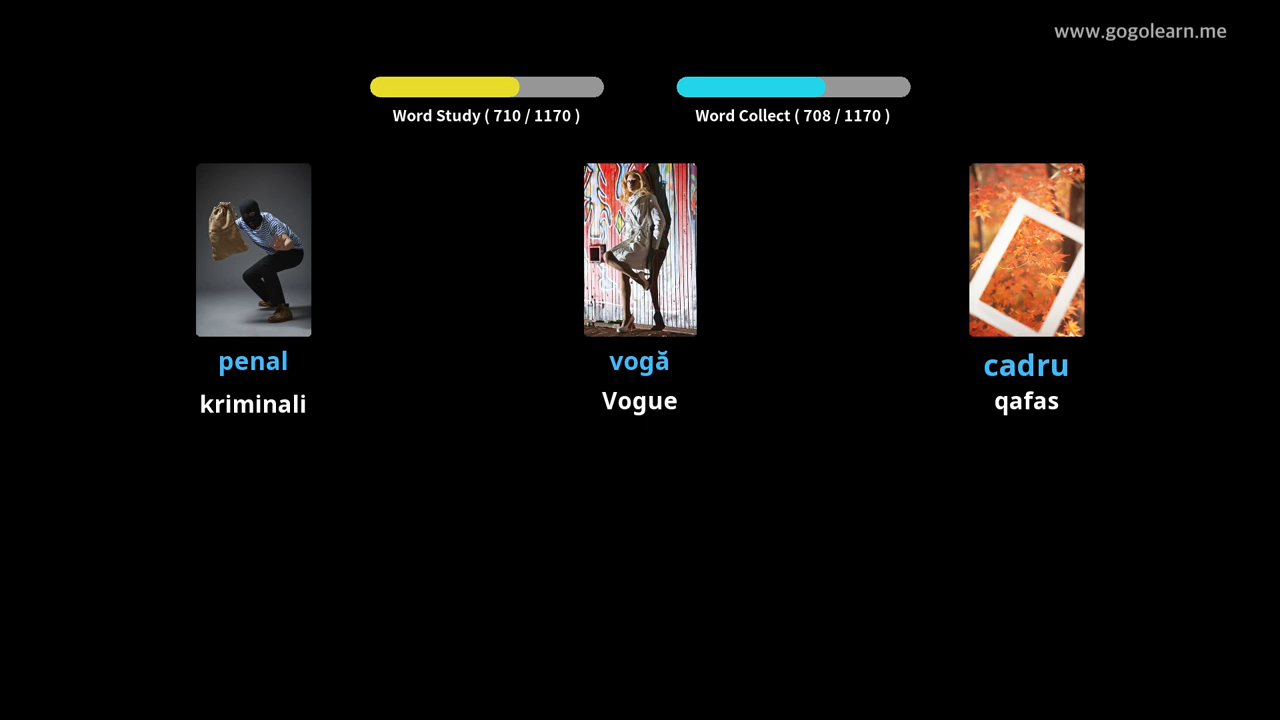 www.gogolearn.me
Word Study ( 710 / 1170 )
Word Collect ( 708 / 1170 )
penal
vogă
cadru
kriminali
Vogue
qafas